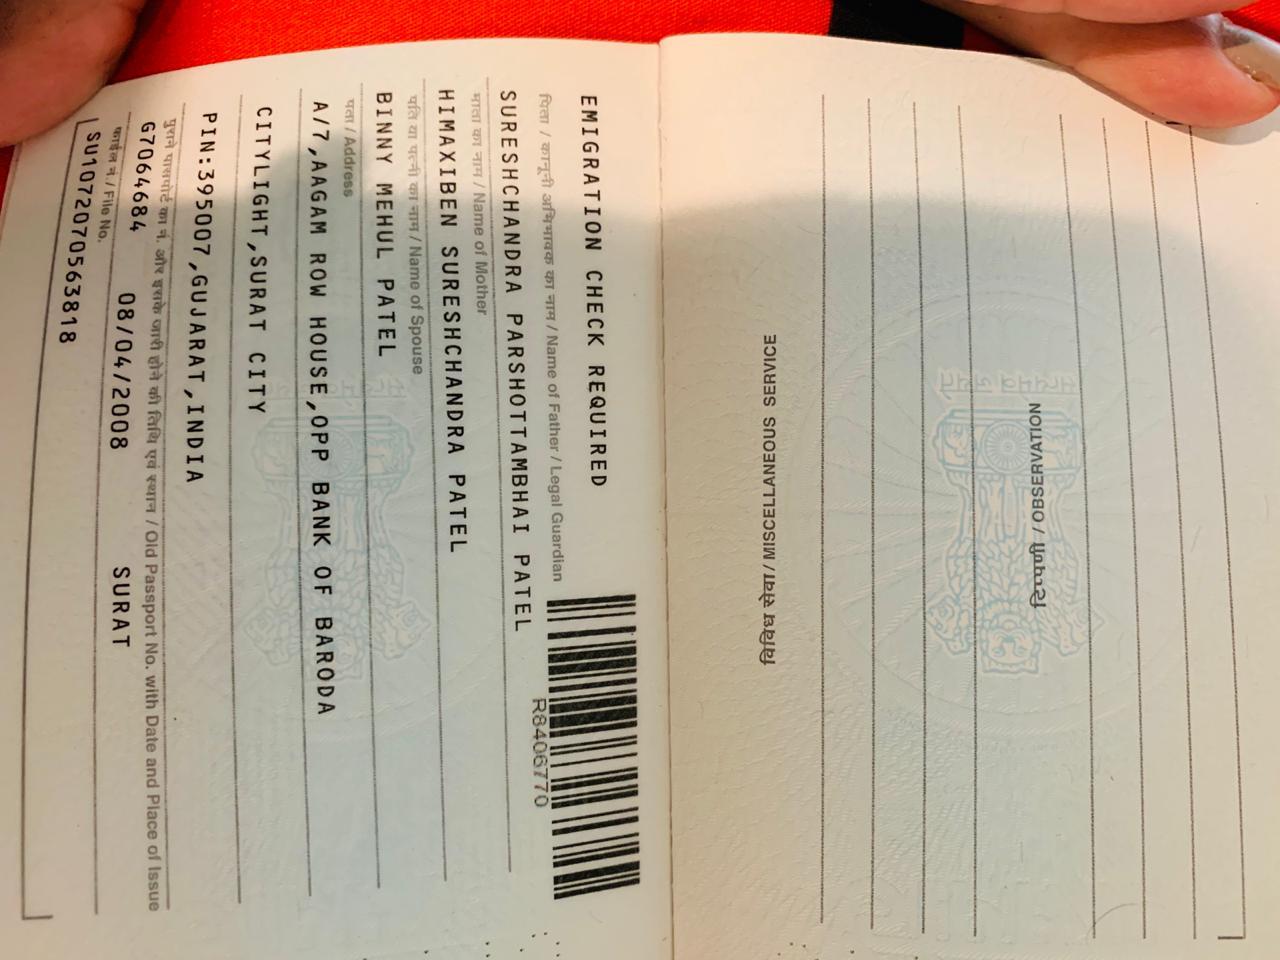 EMIGRATION CHECK REQUIRED
पिता / कानूनी अभिभावक का नाम / Name of Father / Legal Guardian
SURESHCHANDRA PARSHOTTAMBHAI PATEL
R8406770
माता का नाम / Name of Mother
HIMAXIBEN SURESHCHANDRA PATEL
पति या पत्नी का नाम / Name of Spouse
BINNY MEHUL PATEL
पता / Address
A/7,AAGAM ROW HOUSE,OPP BANK OF BARODA
CITYLIGHT,SURAT CITY
PIN:395007,GUJARAT,INDIA
पुराने पासपोर्ट का नं. और इसके जारी होने की तिथि एवं स्थान / Old Passport No. with Date and Place of Issue
G7064684 08/04/2008 SURAT
फाईल नं. / File No.
SU1072070563818
टिप्पणी / OBSERVATION
विविध सेवा / MISCELLANEOUS SERVICE